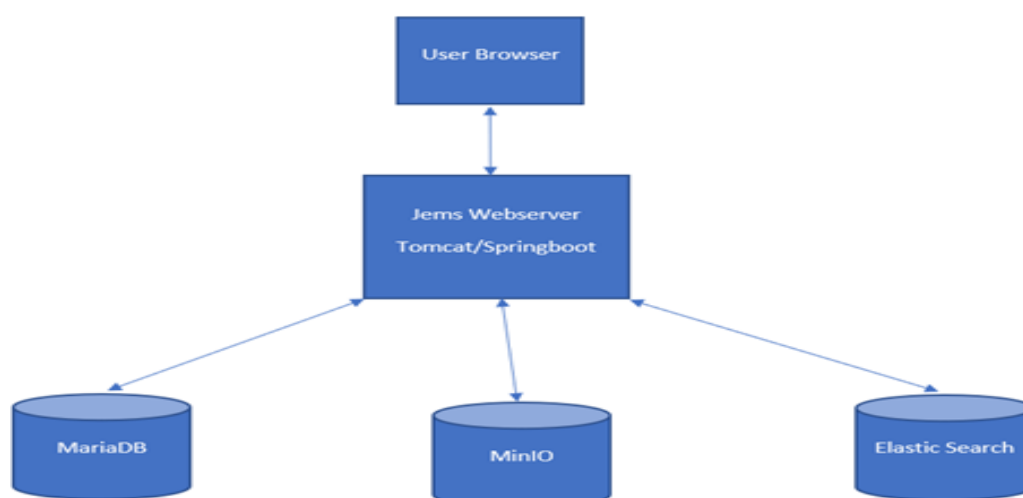 User Browser
Jems Webserver
Tomcat/Springboot
MariaDB
MinIO
Elastic Search